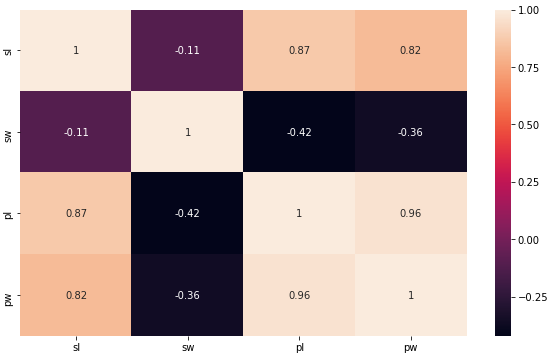 sl 1 -0.11 0.87 0.82
sw -0.11 1 -0.42 -0.36
pl 0.87 -0.42 1 0.96
pw 0.82 -0.36 0.96 1
sl sw pl pw
1.00
0.75
0.50
0.25
0.00
−0.25